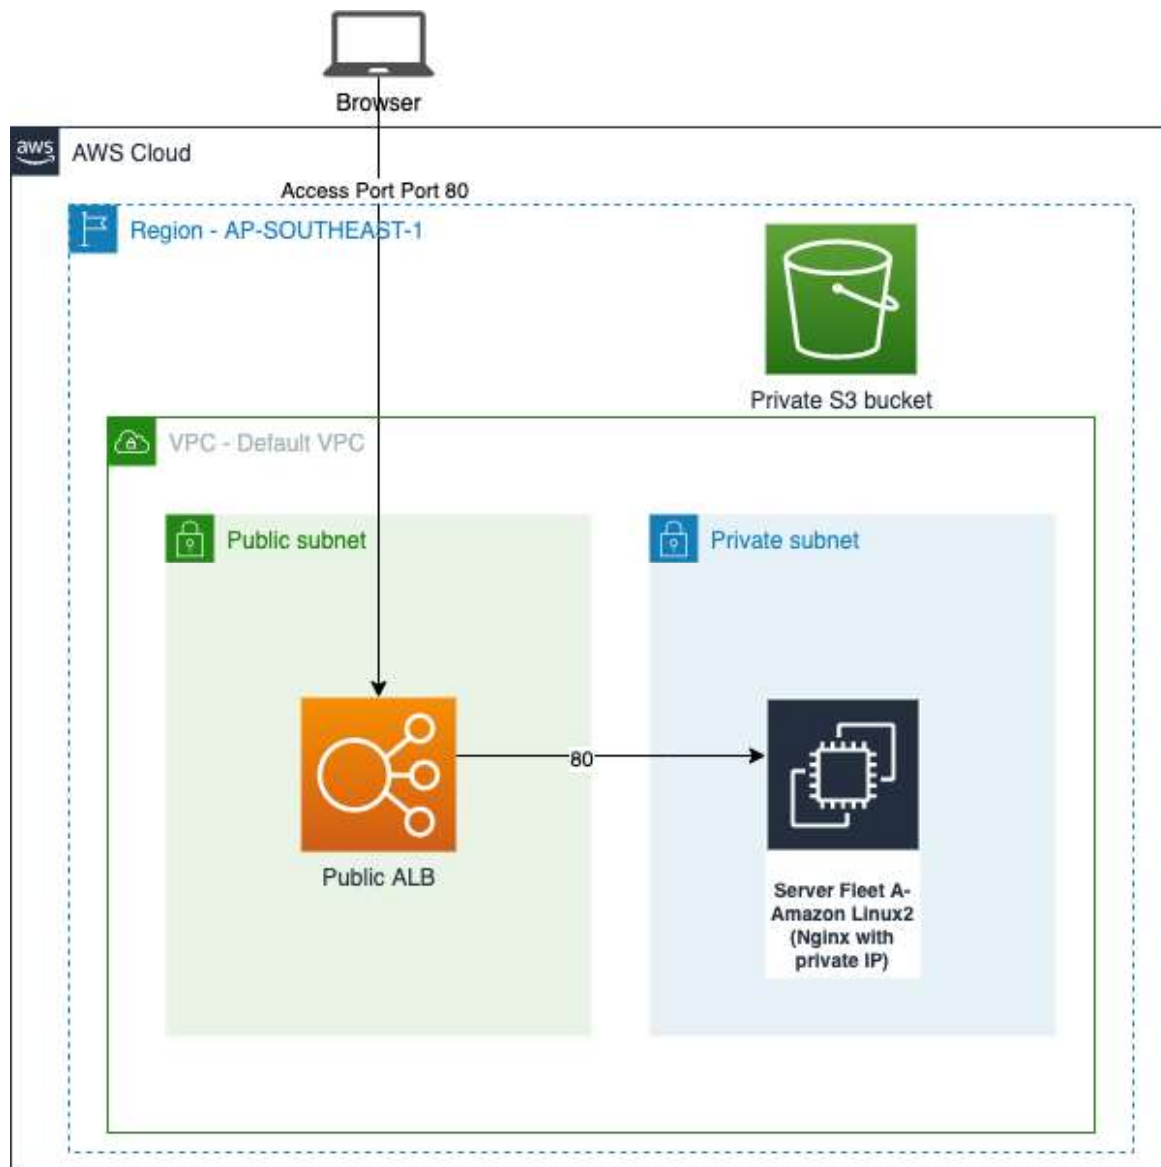 Browser
aws
AWS Cloud
Access Port Port 80
Region - AP-SOUTHEAST-1
Private S3 bucket
VPC - Default VPC
Public subnet
Private subnet
80
Public ALB
Server Fleet A-
Amazon Linux2
(Nginx with
private IP)